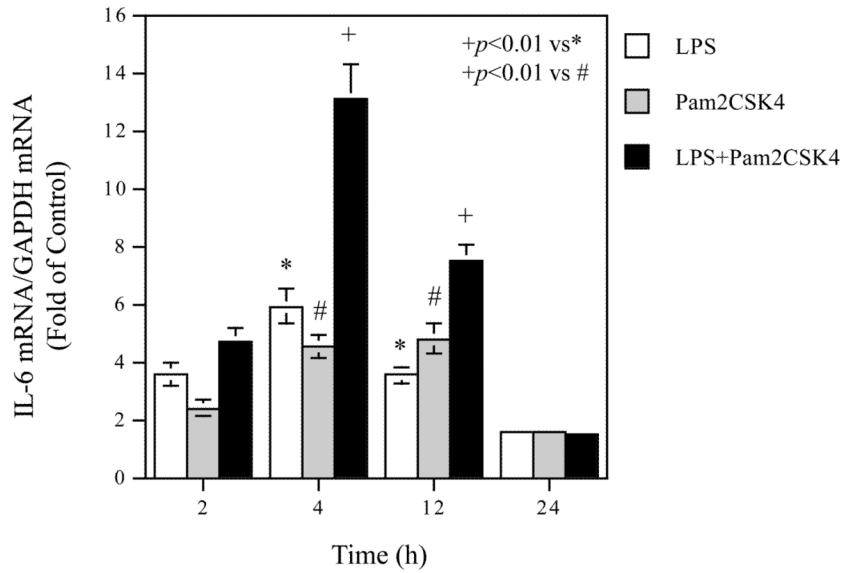 IL-6 mRNA/GAPDH mRNA
(Fold of Control)
16
14
12
10
8
6
4
2
0
+p<0.01 vs*
+p<0.01 vs #
LPS
Pam2CSK4
LPS+Pam2CSK4
+
*
#
+
*
#
2 4 12 24
Time (h)